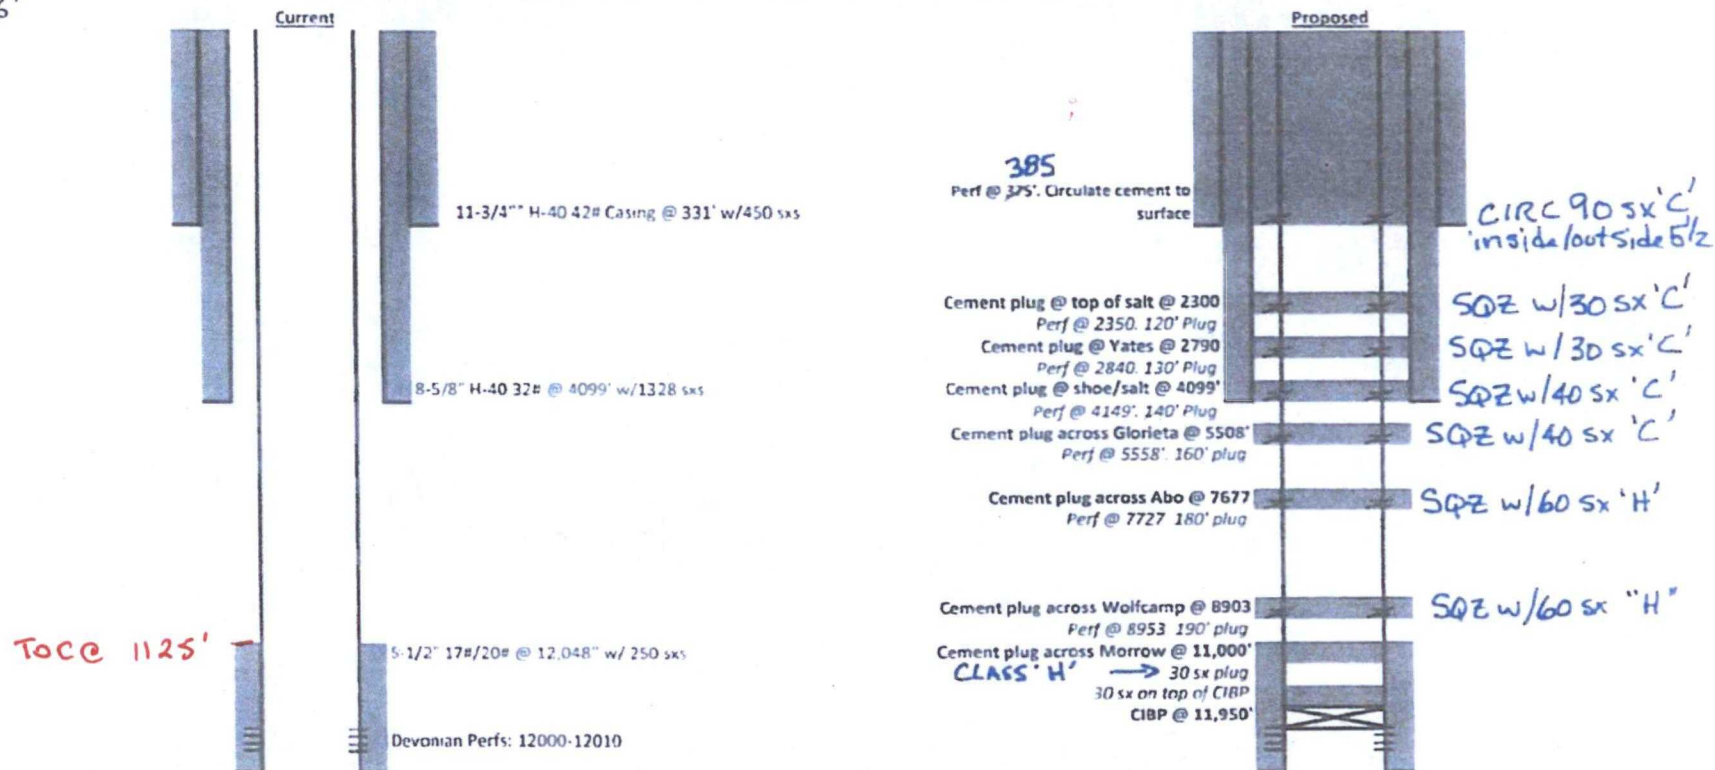 Current
11-3/4"" H-40 42# Casing @ 331' w/450 sxs
8-5/8" H-40 32# @ 4099' w/1328 sxs
TOC@ 1125'
5-1/2" 17#/20# @ 12,048" w/ 250 sxs
Devonian Perfs: 12000-12010
Proposed
385
Perf @ 375'. Circulate cement to
surface
CIRC 90 sx 'C'
inside/outside 5 1/2
Cement plug @ top of salt @ 2300
SQZ w/30 sx 'C'
Perf @ 2350. 120' Plug
Cement plug @ Yates @ 2790
SQZ w/30 sx 'C'
Perf @ 2840. 130' Plug
Cement plug @ shoe/salt @ 4099'
SQZ w/40 sx 'C'
Perf @ 4149'. 140' Plug
Cement plug across Glorieta @ 5508'
SQZ w/40 sx 'C'
Perf @ 5558'. 160' plug
Cement plug across Abo @ 7677
SQZ w/60 sx 'H'
Perf @ 7727 180' plug
Cement plug across Wolfcamp @ 8903
SQZ w/60 sx "H"
Perf @ 8953 190' plug
Cement plug across Morrow @ 11,000'
CLASS 'H' → 30 sx plug
30 sx on top of CIBP
CIBP @ 11,950'